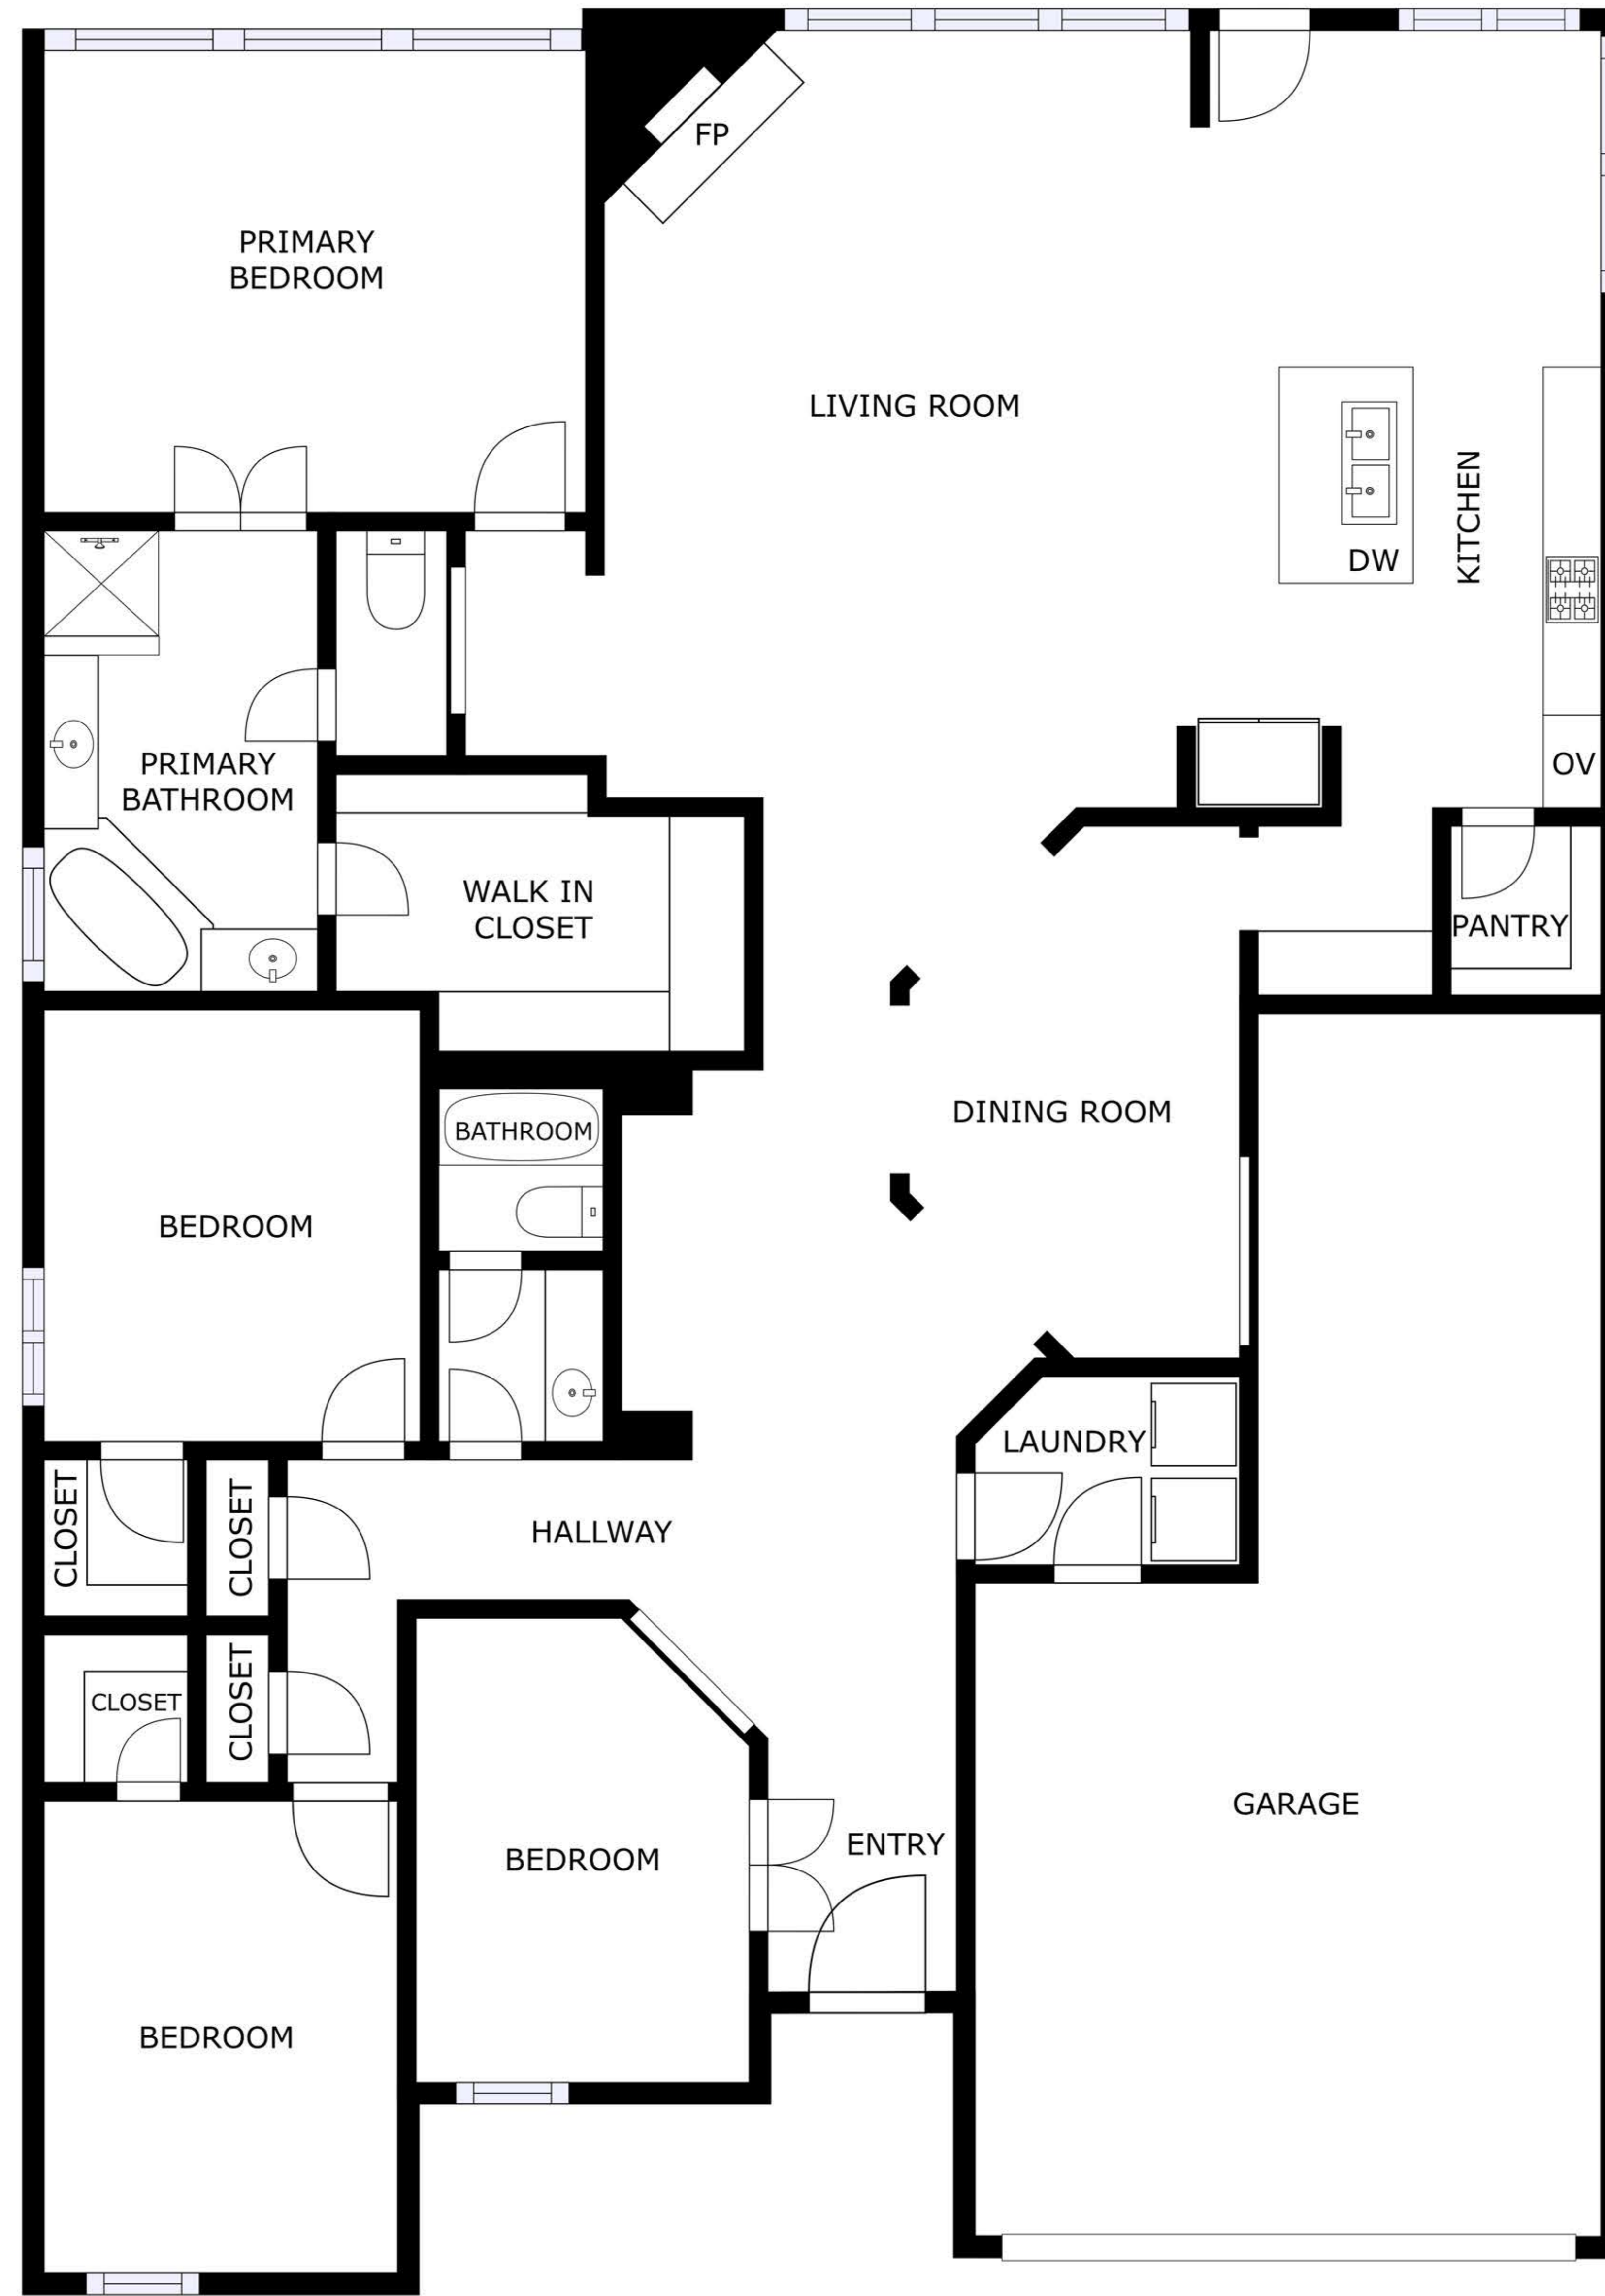 FP
PRIMARY
BEDROOM
LIVING ROOM
KITCHEN
DW
OV
PRIMARY
BATHROOM
WALK IN
CLOSET
PANTRY
DINING ROOM
BATHROOM
BEDROOM
LAUNDRY
CLOSET
CLOSET
HALLWAY
CLOSET
CLOSET
GARAGE
ENTRY
BEDROOM
BEDROOM